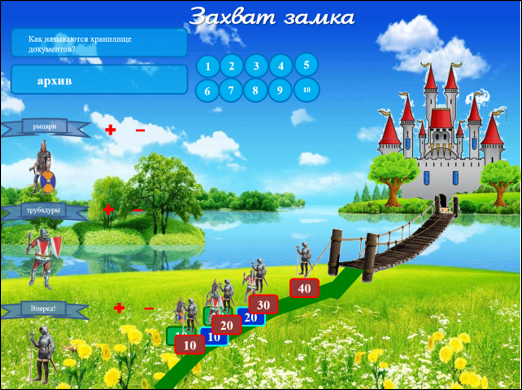 Захват замка
Как называются хранплище
документов?
архив
1 2 3 4 5
6 7 8 9 10
рыцари
+ −
трубадуры
+ −
Вперед!
+ −
40
30
20
20
10
10